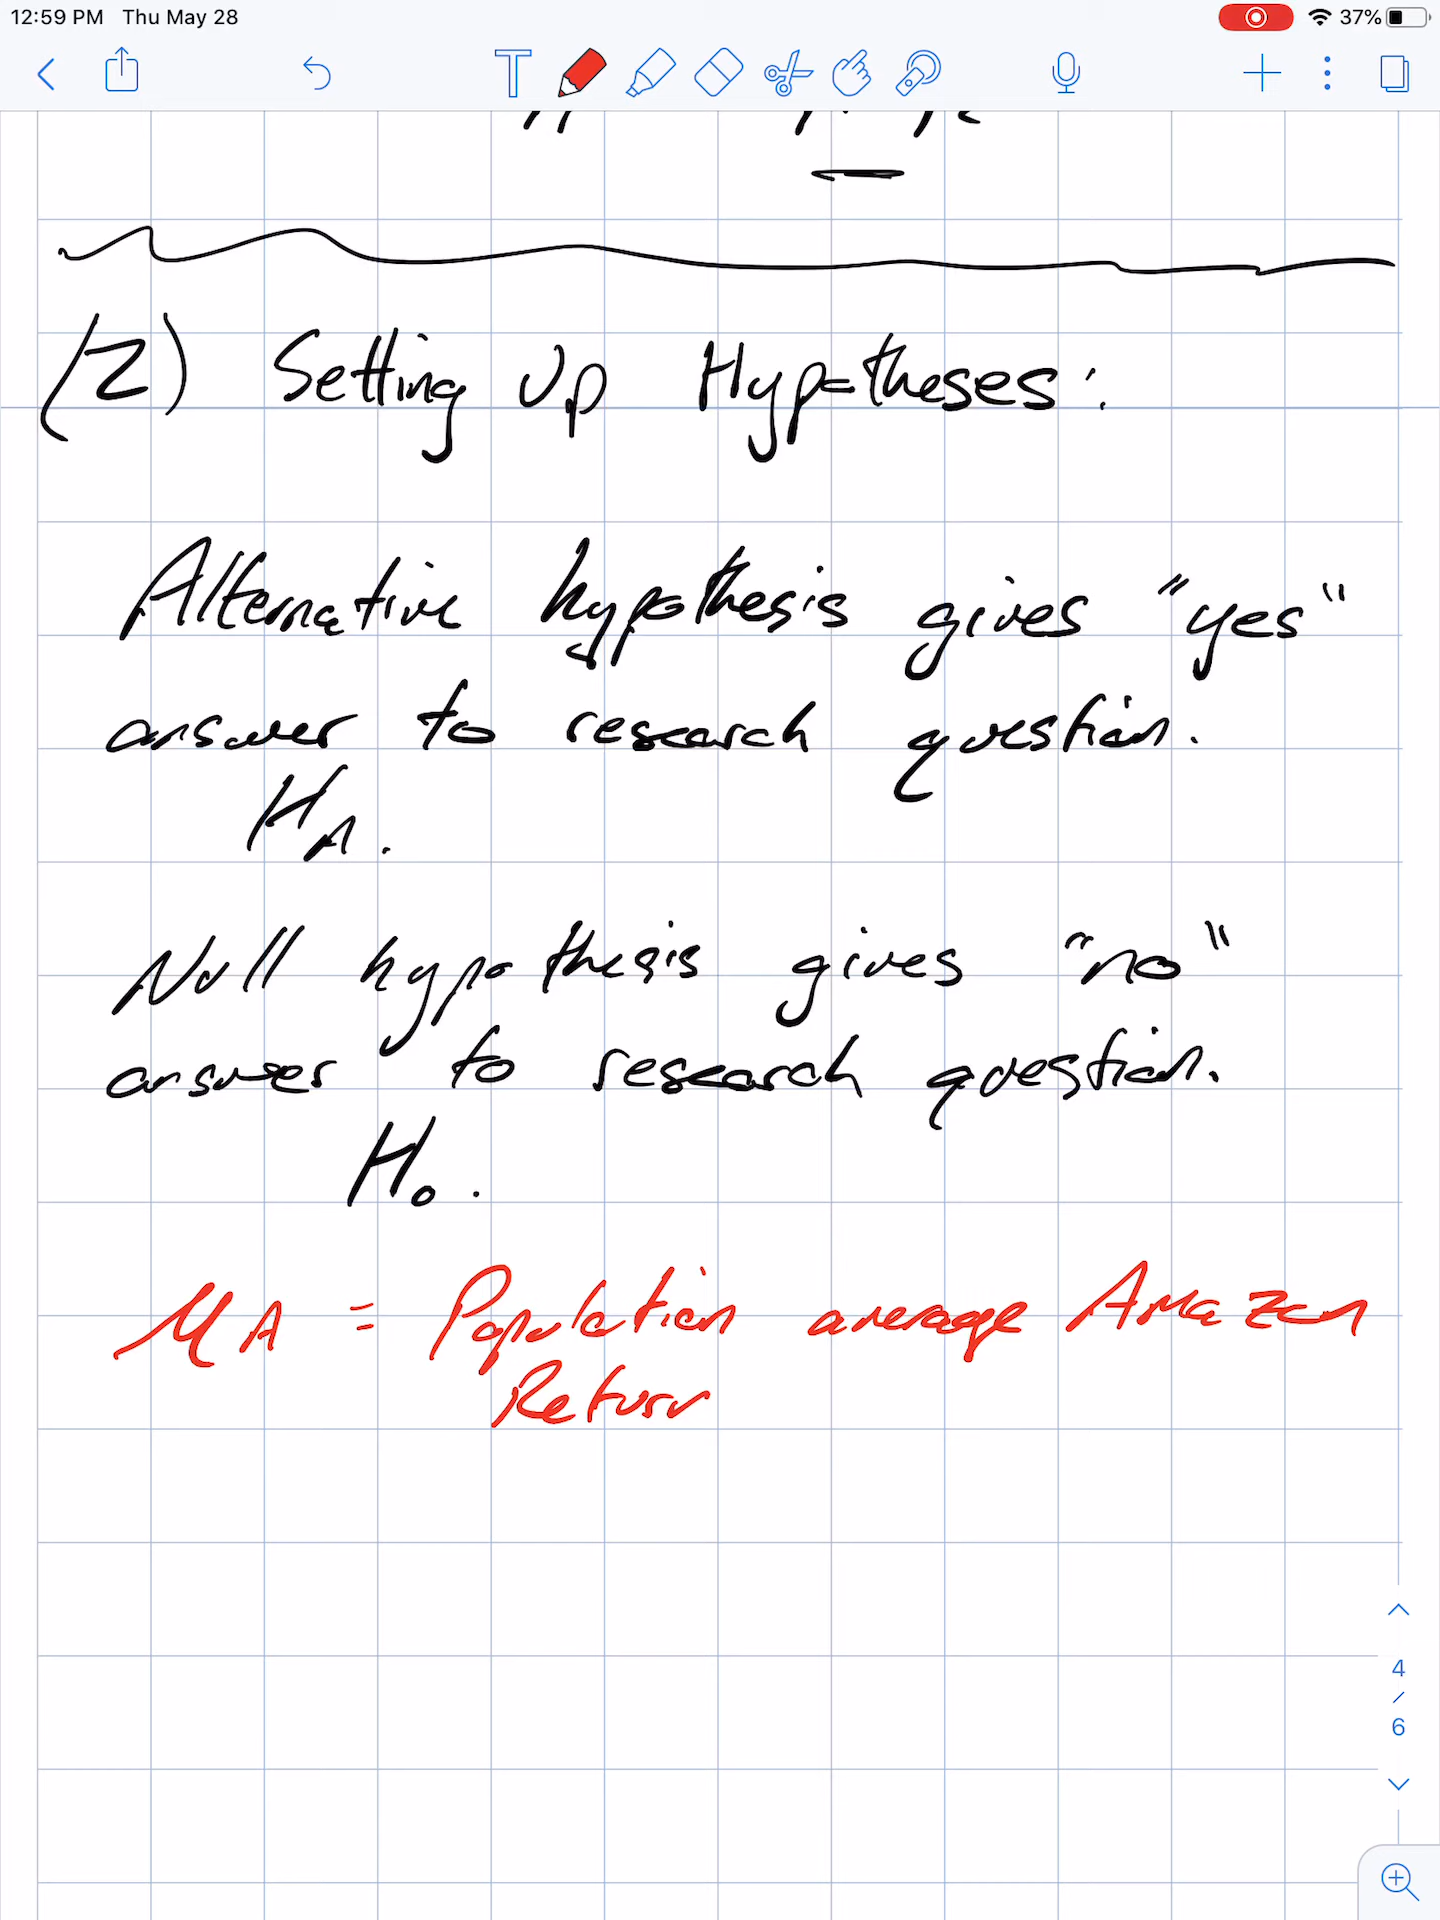 12:59 PM Thu May 28
37%
(2) Setting Up Hypotheses:
Alternative hypothesis gives "yes"
answer to research question.
HA.
Null hypothesis gives "no"
answer to research question.
H0.
μA = Population average Amazon
Return
4
/
6